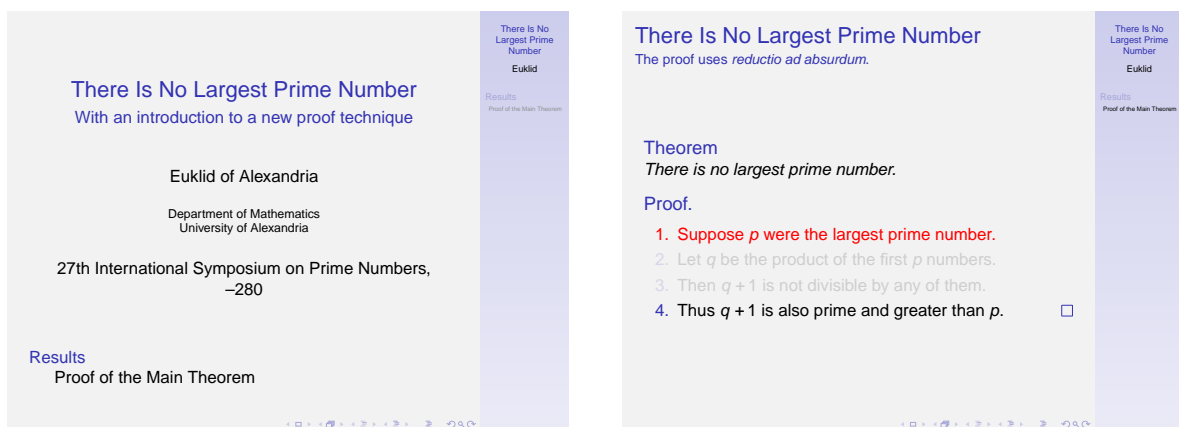 There Is No Largest Prime Number
With an introduction to a new proof technique
Euklid of Alexandria
Department of Mathematics
University of Alexandria
27th International Symposium on Prime Numbers,
–280
Results
Proof of the Main Theorem
There Is No
Largest Prime
Number
Euklid
Results
Proof of the Main Theorem
There Is No Largest Prime Number
The proof uses reductio ad absurdum.
Theorem
There is no largest prime number.
Proof.
1. Suppose p were the largest prime number.
2. Let q be the product of the first p numbers.
3. Then q + 1 is not divisible by any of them.
4. Thus q + 1 is also prime and greater than p. □
There Is No
Largest Prime
Number
Euklid
Results
Proof of the Main Theorem